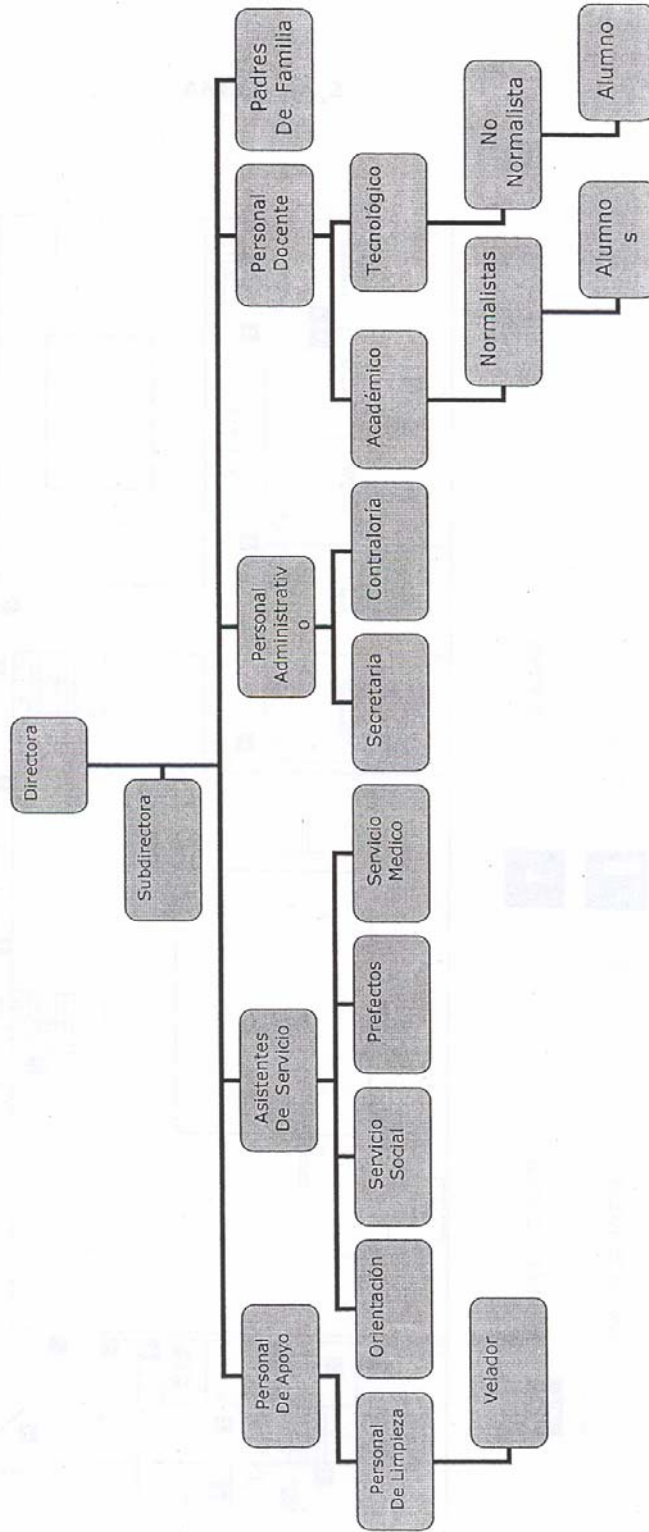 Directora
Subdirectora
Personal
De Apoyo
Asistentes
De Servicio
Personal
Administrativ
o
Personal
Docente
Padres
De Familia
Personal
De Limpieza
Orientación
Servicio
Social
Prefectos
Servicio
Medico
Secretaria
Contraloría
Académico
Tecnológico
Velador
Normalistas
No
Normalista
Alumno
s
Alumno